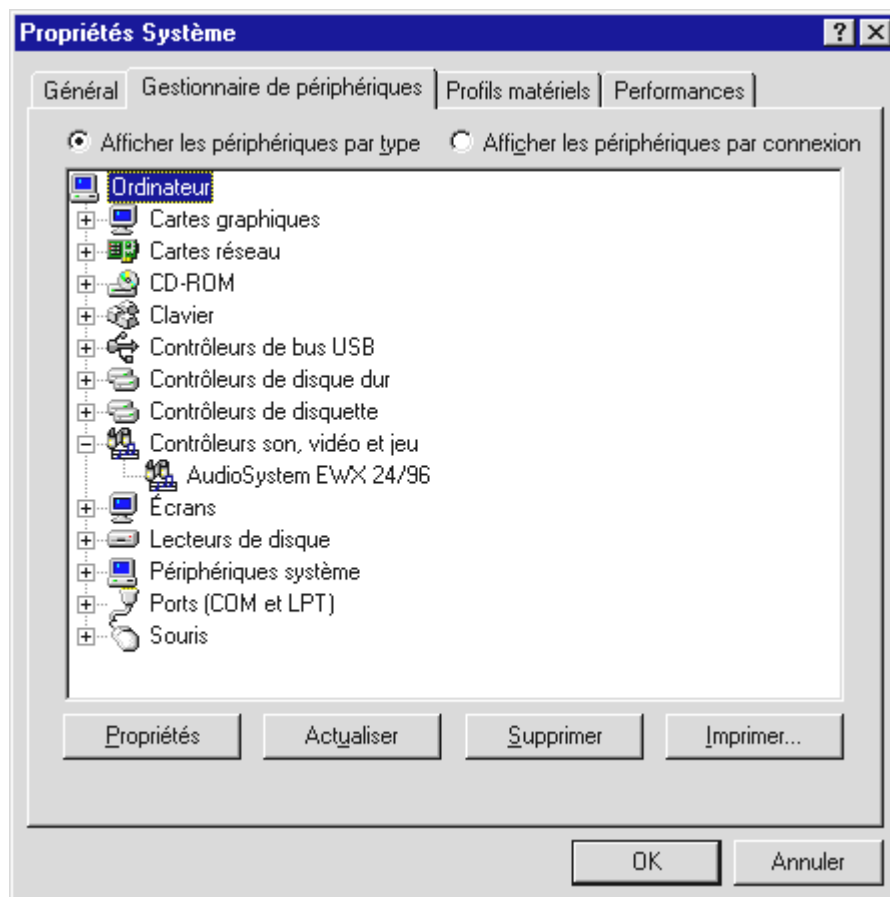 Propriétés Système
Général Gestionnaire de périphériques Profils matériels Performances
Afficher les périphériques par type Afficher les périphériques par connexion
Ordinateur
Cartes graphiques
Cartes réseau
CD-ROM
Clavier
Contrôleurs de bus USB
Contrôleurs de disque dur
Contrôleurs de disquette
Contrôleurs son, vidéo et jeu
AudioSystem EWX 24/96
Écrans
Lecteurs de disque
Périphériques système
Ports (COM et LPT)
Souris
Propriétés Actualiser Supprimer Imprimer...
OK Annuler